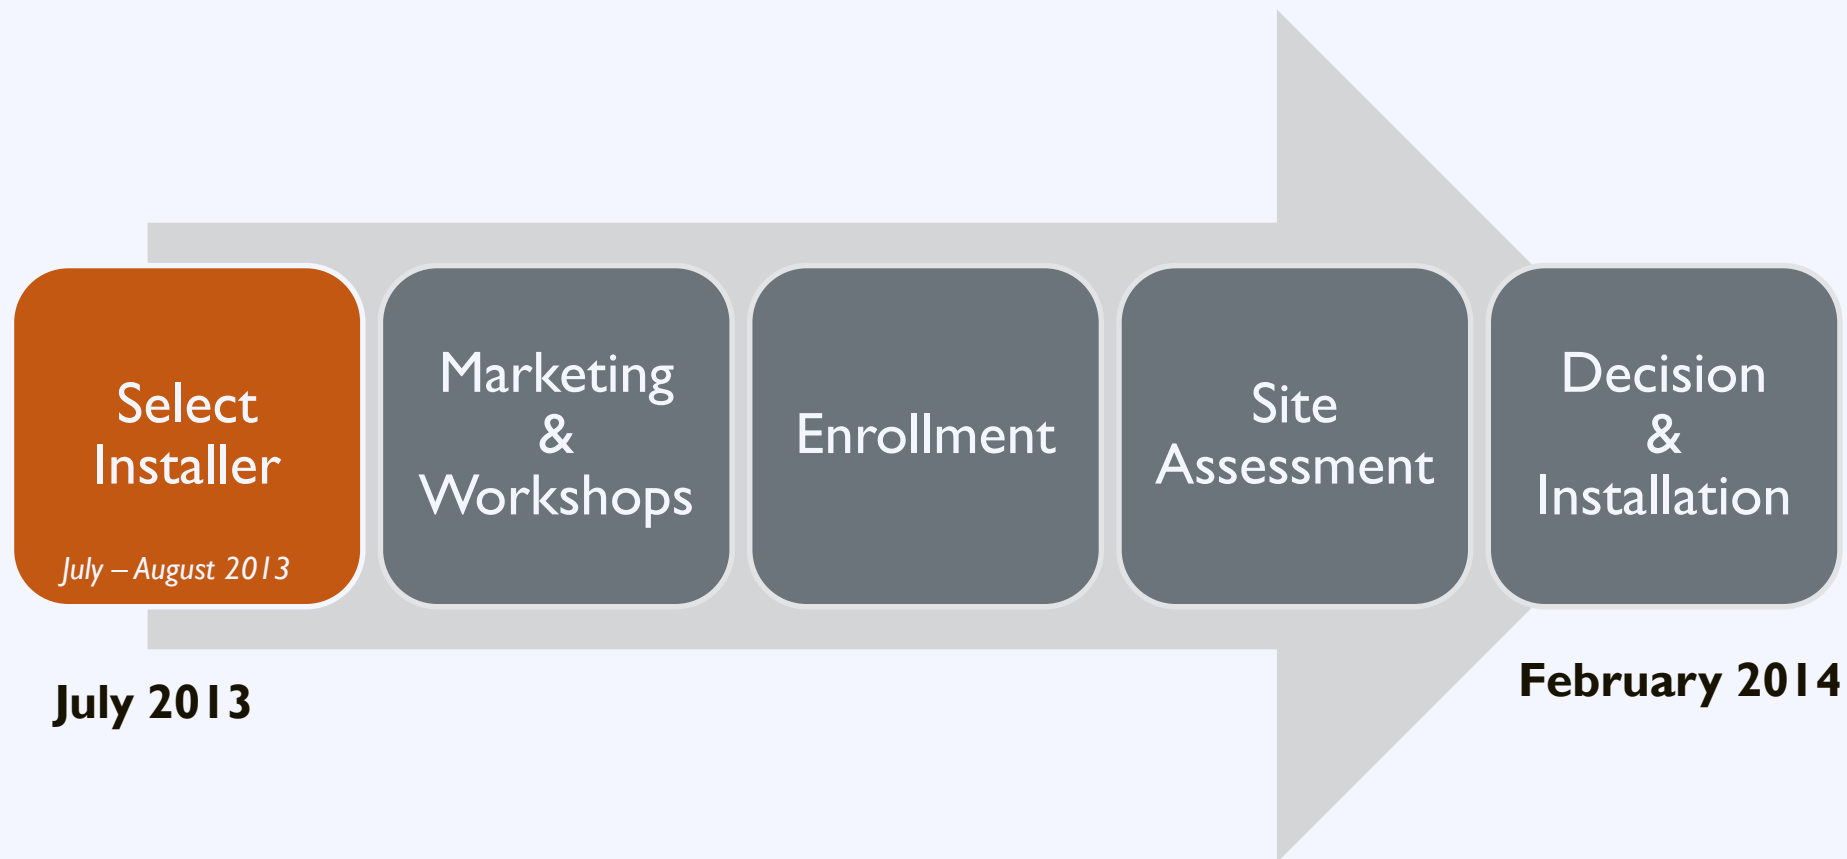 Select
Installer
July – August 2013
Marketing
&
Workshops
Enrollment
Site
Assessment
Decision
&
Installation
July 2013
February 2014